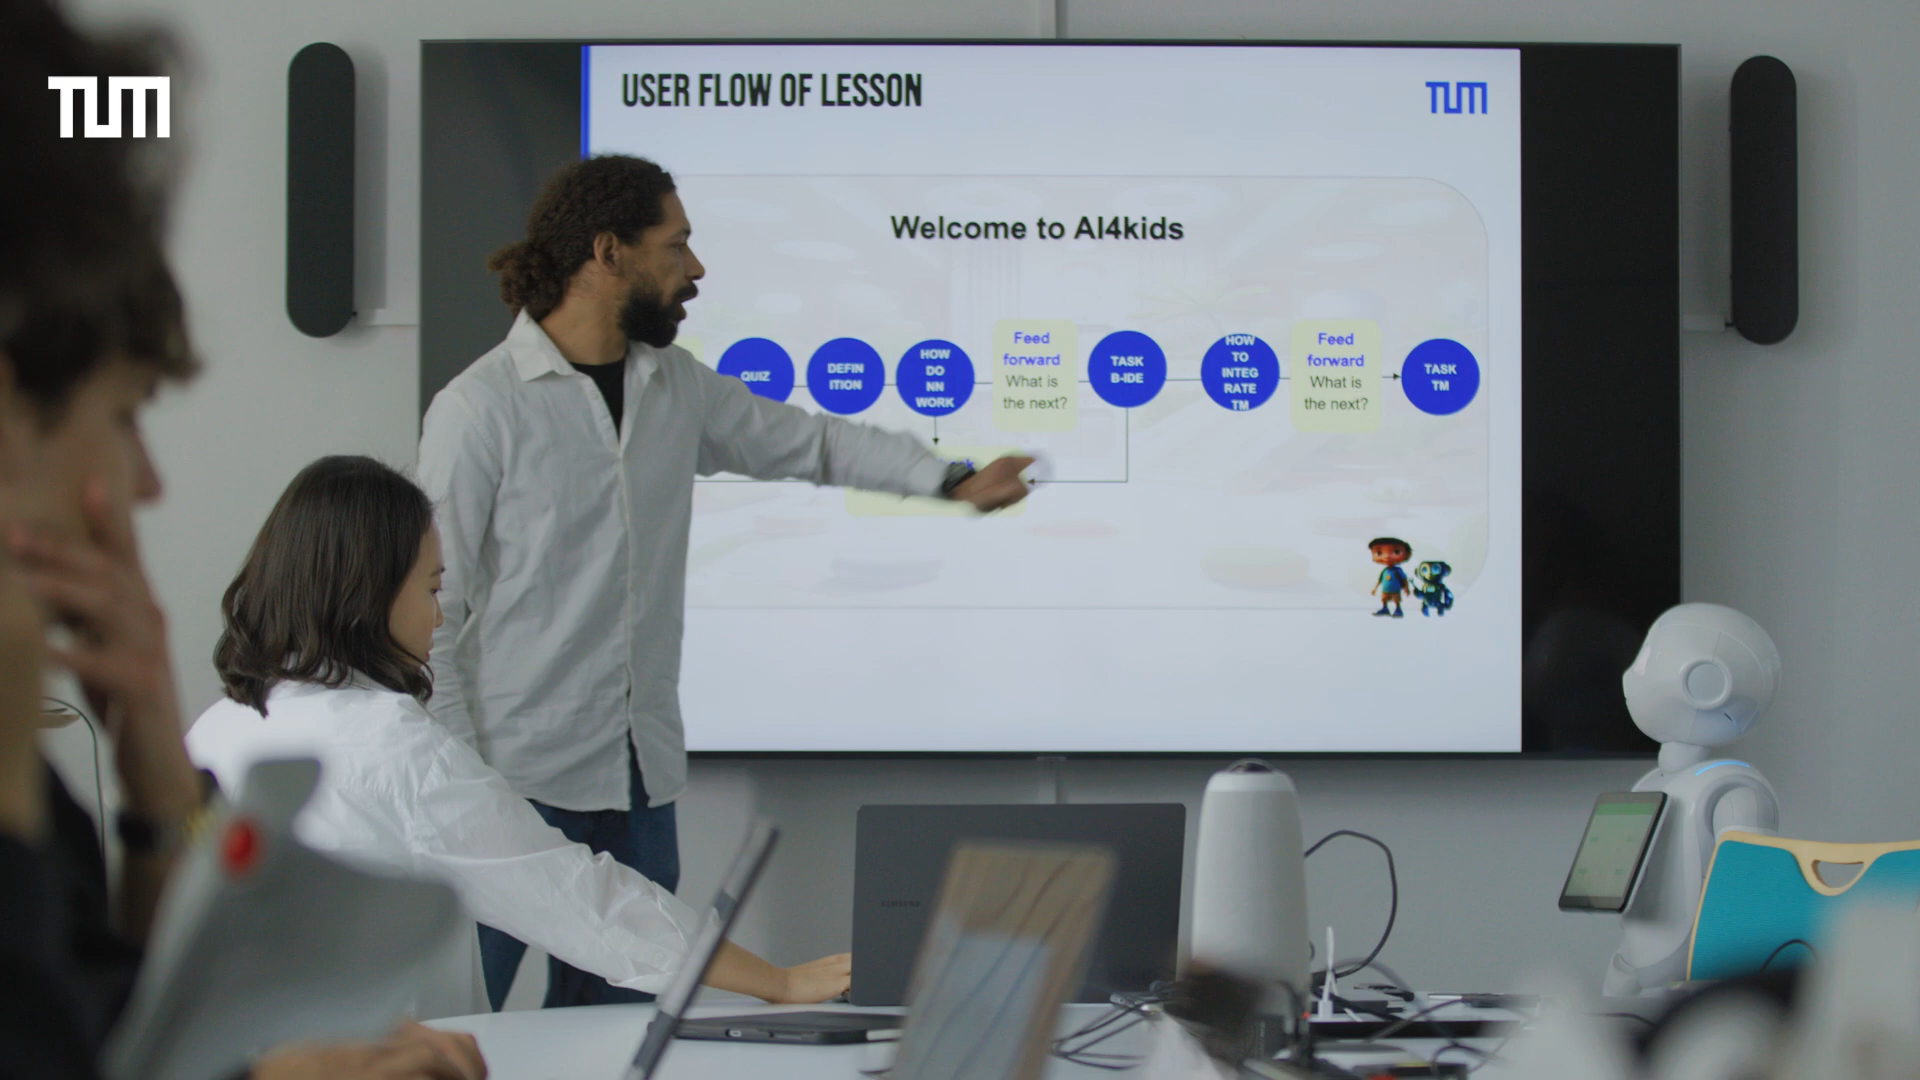 TUM
USER FLOW OF LESSON
TUM
Welcome to AI4kids
QUIZ
DEFIN
ITION
HOW
DO
NN
WORK
Feed
forward
What is
the next?
TASK
B-IDE
HOW
TO
INTEG
RATE
TM
Feed
forward
What is
the next?
TASK
TM
SAMSUNG